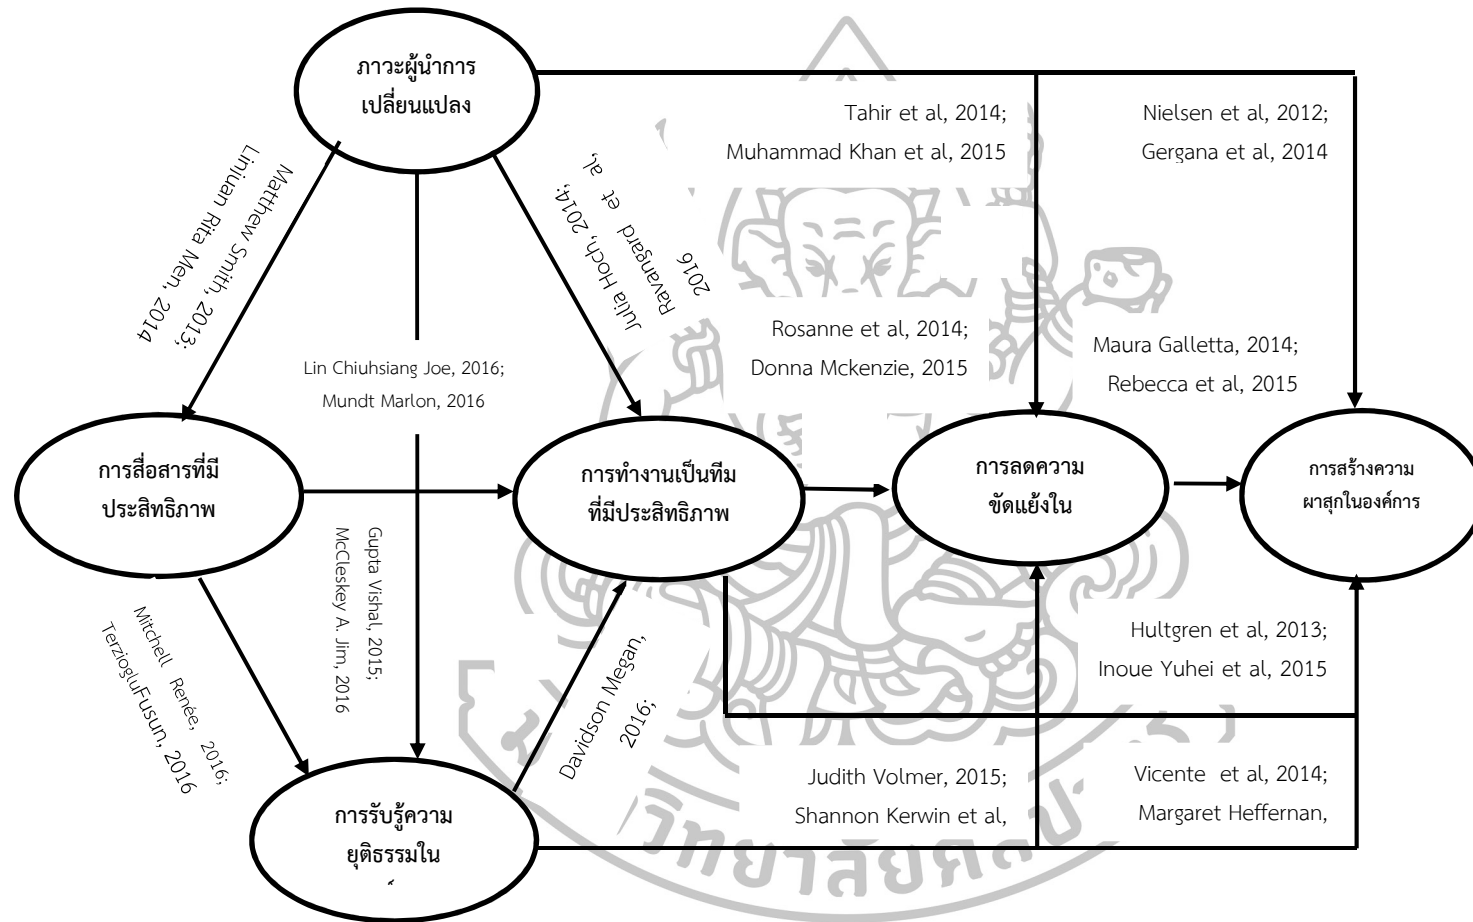 ภาวะผู้นำการ
เปลี่ยนแปลง
Tahir et al, 2014;
Muhammad Khan et al, 2015
Nielsen et al, 2012;
Gergana et al, 2014
Matthew Smith, 2013;
Liniuan Rita Men, 2014
Ravangard et al,
2016
Julia Hoch, 2014;
Lin Chiuhsiang Joe, 2016;
Mundt Marlon, 2016
Rosanne et al, 2014;
Donna Mckenzie, 2015
Maura Galletta, 2014;
Rebecca et al, 2015
การสื่อสารที่มี
ประสิทธิภาพ
การทำงานเป็นทีม
ที่มีประสิทธิภาพ
การลดความ
ขัดแย้งใน
การสร้างความ
ผาสุกในองค์การ
Mitchell Renée, 2016;
TerziogluFusun, 2016
Gupta Vishal, 2015;
McCleskey A. Jim, 2016
Davidson Megan,
2016;
Hultgren et al, 2013;
Inoue Yuhei et al, 2015
Judith Volmer, 2015;
Shannon Kerwin et al,
Vicente et al, 2014;
Margaret Heffernan,
การรับรู้ความ
ยุติธรรมใน
วิทยาลัยศิลป